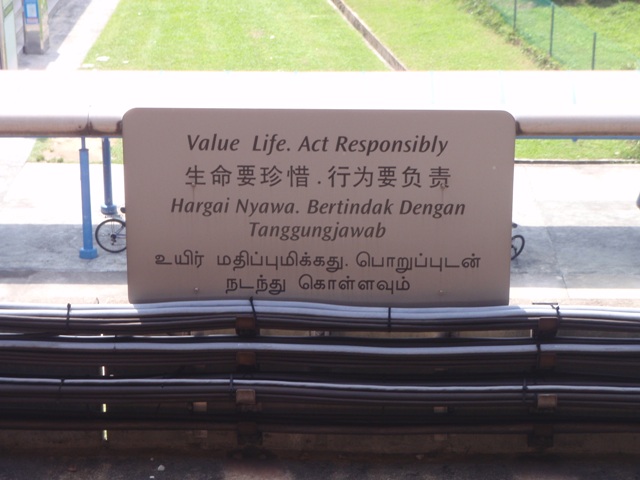 Value Life. Act Responsibly
生命要珍惜.行为要负责
Hargai Nyawa. Bertindak Dengan
Tanggungjawab
உயிர் மதிப்புமிக்கது. பொறுப்புடன்
நடந்து கொள்ளவும்